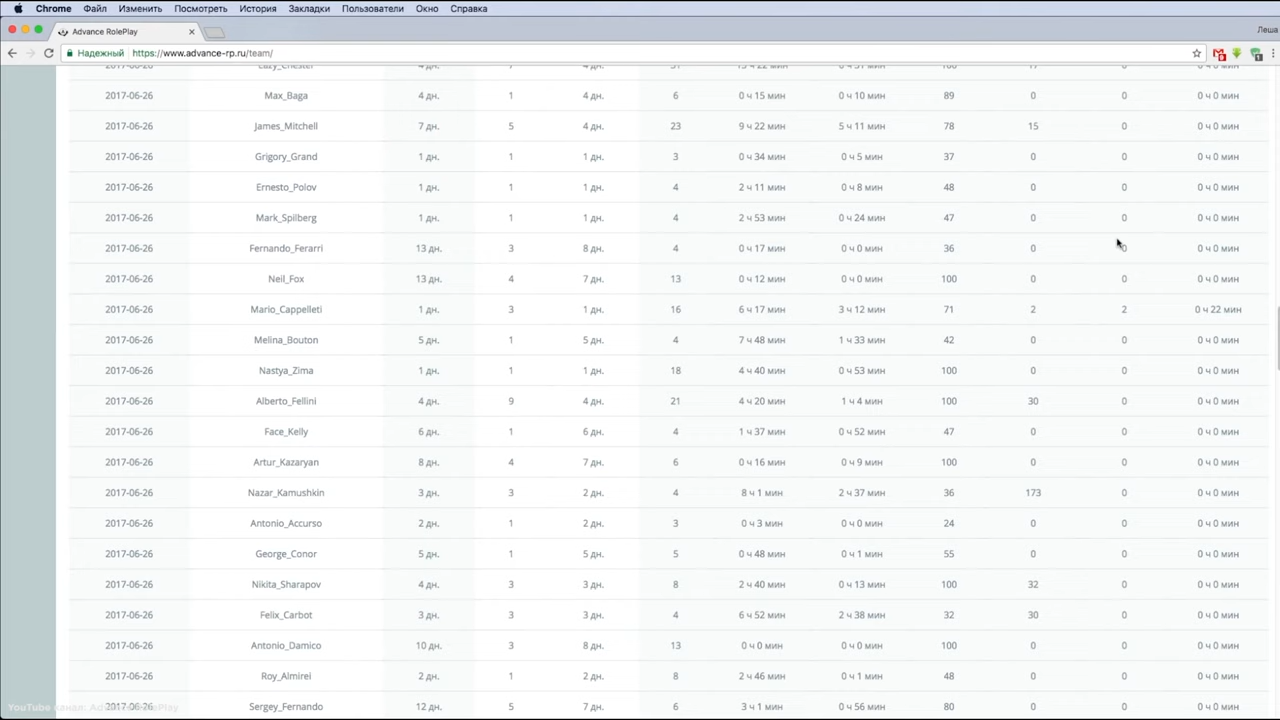 Chrome Файл Изменить Посмотреть История Закладки Пользователи Окно Справка
Advance RolePlay
Леша
Надежный https://www.advance-rp.ru/team/
2017-06-26 Max_Baga 4 дн. 1 4 дн. 6 0 ч 15 мин 0 ч 10 мин 89 0 0 0 ч 0 мин
2017-06-26 James_Mitchell 7 дн. 5 4 дн. 23 9 ч 22 мин 5 ч 11 мин 78 15 0 0 ч 0 мин
2017-06-26 Grigory_Grand 1 дн. 1 1 дн. 3 0 ч 34 мин 0 ч 5 мин 37 0 0 0 ч 0 мин
2017-06-26 Ernesto_Polov 1 дн. 1 1 дн. 4 2 ч 11 мин 0 ч 8 мин 48 0 0 0 ч 0 мин
2017-06-26 Mark_Spilberg 1 дн. 1 1 дн. 4 2 ч 53 мин 0 ч 24 мин 47 0 0 0 ч 0 мин
2017-06-26 Fernando_Ferarri 13 дн. 3 8 дн. 4 0 ч 17 мин 0 ч 0 мин 36 0 0 0 ч 0 мин
2017-06-26 Neil_Fox 13 дн. 4 7 дн. 13 0 ч 12 мин 0 ч 0 мин 100 0 0 0 ч 0 мин
2017-06-26 Mario_Cappelleti 1 дн. 3 1 дн. 16 6 ч 17 мин 3 ч 12 мин 71 2 2 0 ч 22 мин
2017-06-26 Melina_Bouton 5 дн. 1 5 дн. 4 7 ч 48 мин 1 ч 33 мин 42 0 0 0 ч 0 мин
2017-06-26 Nastya_Zima 1 дн. 1 1 дн. 18 4 ч 40 мин 0 ч 53 мин 100 0 0 0 ч 0 мин
2017-06-26 Alberto_Fellini 4 дн. 9 4 дн. 21 4 ч 20 мин 1 ч 4 мин 100 30 0 0 ч 0 мин
2017-06-26 Face_Kelly 6 дн. 1 6 дн. 4 1 ч 37 мин 0 ч 52 мин 47 0 0 0 ч 0 мин
2017-06-26 Artur_Kazaryan 8 дн. 4 7 дн. 6 0 ч 16 мин 0 ч 9 мин 100 0 0 0 ч 0 мин
2017-06-26 Nazar_Kamushkin 3 дн. 3 3 дн. 4 8 ч 1 мин 2 ч 37 мин 36 173 0 0 ч 0 мин
2017-06-26 Antonio_Accurso 2 дн. 1 2 дн. 3 0 ч 3 мин 0 ч 0 мин 24 0 0 0 ч 0 мин
2017-06-26 George_Conor 5 дн. 1 5 дн. 5 0 ч 48 мин 0 ч 1 мин 55 0 0 0 ч 0 мин
2017-06-26 Nikita_Sharapov 4 дн. 3 3 дн. 8 2 ч 40 мин 0 ч 13 мин 100 32 0 0 ч 0 мин
2017-06-26 Felix_Carbot 3 дн. 3 3 дн. 4 6 ч 52 мин 2 ч 38 мин 32 30 0 0 ч 0 мин
2017-06-26 Antonio_Damico 10 дн. 3 8 дн. 13 0 ч 0 мин 0 ч 0 мин 100 0 0 0 ч 0 мин
2017-06-26 Roy_Almirei 2 дн. 1 2 дн. 8 2 ч 46 мин 0 ч 1 мин 48 0 0 0 ч 0 мин
2017-06-26 Sergey_Fernando 12 дн. 5 7 дн. 6 3 ч 1 мин 0 ч 56 мин 80 0 0 0 ч 0 мин
YouTube канал: Advance RolePlay